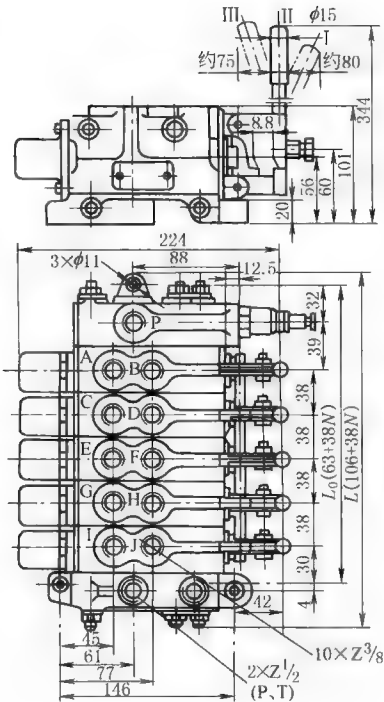 III II ϕ15
I
约75 约80
8.8
344
101
60
56
20
224
88
3×ϕ11
12.5
P
32
39
A B
38
C D
38
E F
38
G H
38
I J
30
4
L₀(63+38N)
L(106+38N)
42
45
61
77
146
10×Z3/8
2×Z1/2
(P、T)